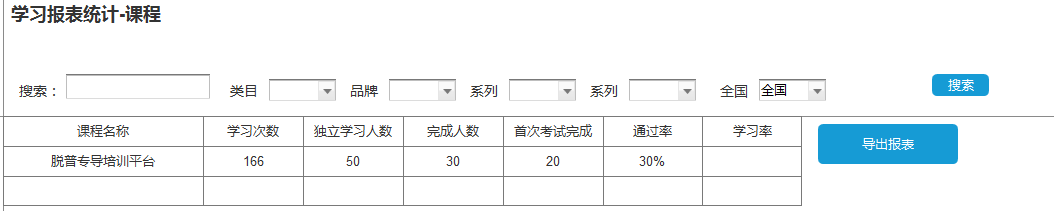 学习报表统计-课程
搜索： 类目 品牌 系列 系列 全国 全国 搜索
课程名称 学习次数 独立学习人数 完成人数 首次考试完成 通过率 学习率
导出报表
脱普专导培训平台 166 50 30 20 30%